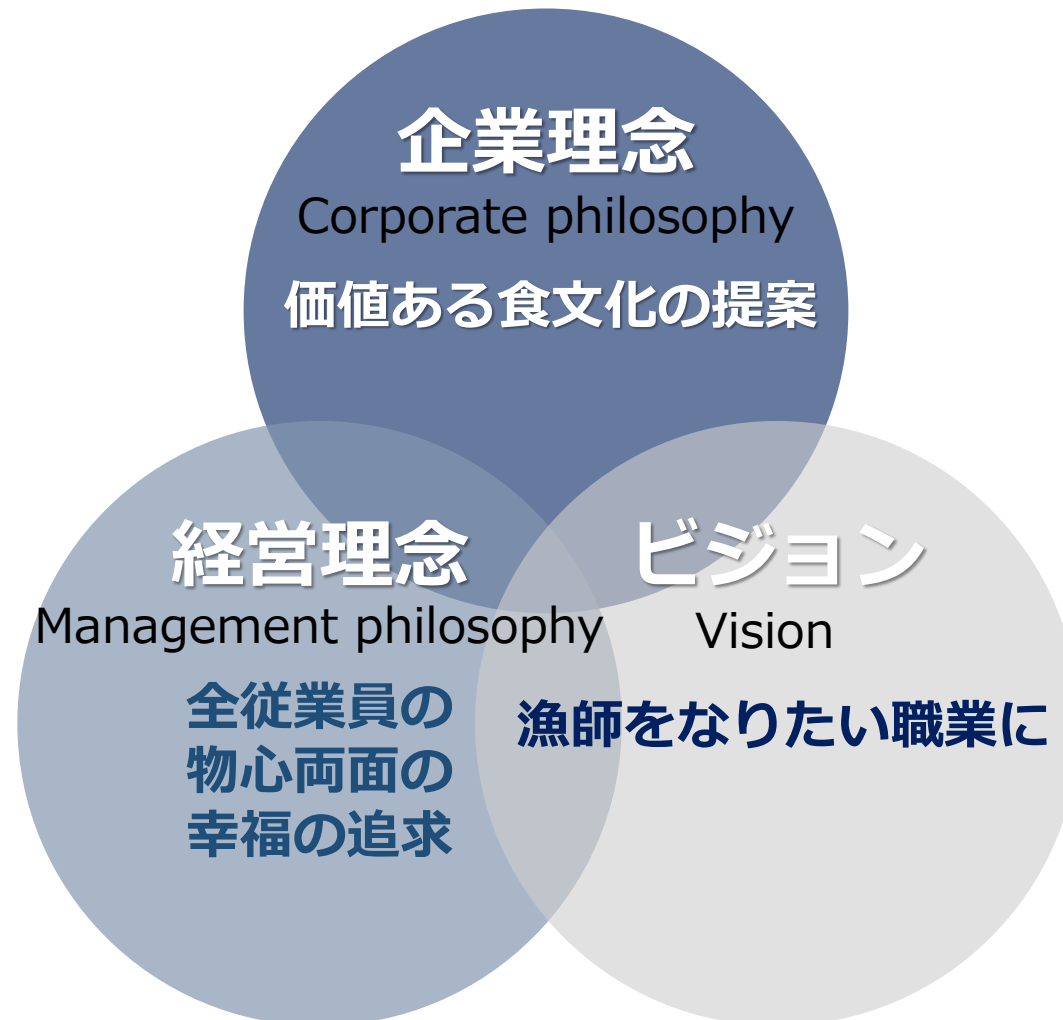 企業理念
Corporate philosophy
価値ある食文化の提案
経営理念
Management philosophy
全従業員の
物心両面の
幸福の追求
ビジョン
Vision
漁師をなりたい職業に